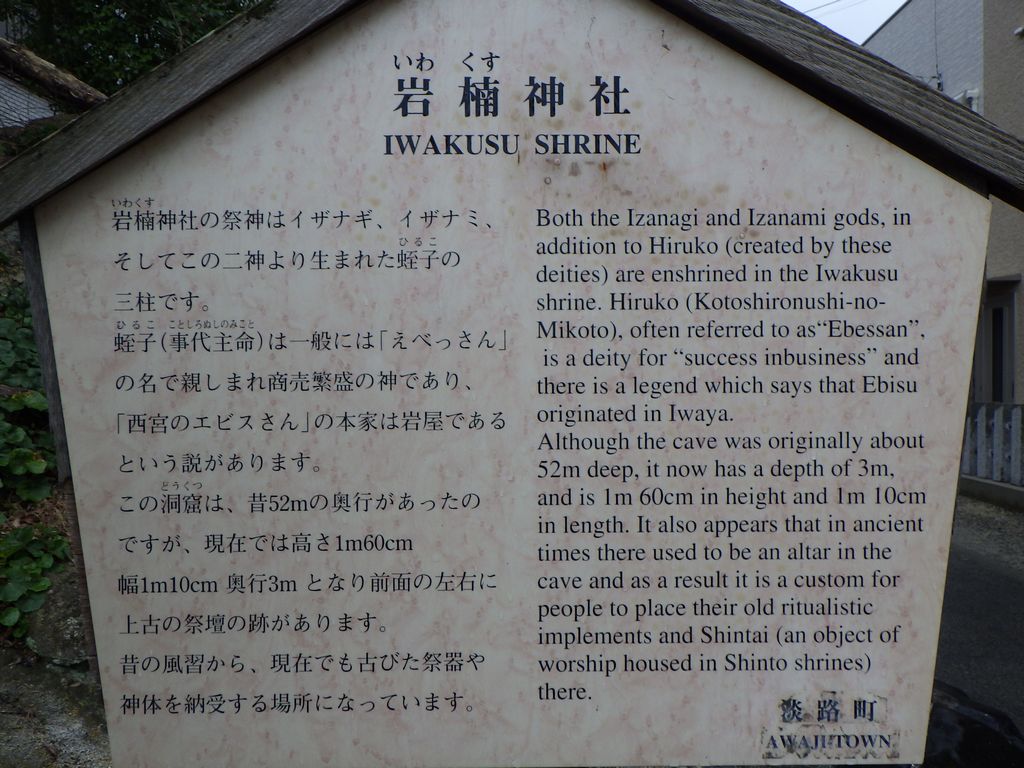 いわ くす
岩楠神社
IWAKUSU SHRINE
いわくす
岩楠神社の祭神はイザナギ、イザナミ、
ひるこ
そしてこの二神より生まれた蛭子の
三柱です。
ひるこ ことしろぬしのみこと
蛭子(事代主命)は一般には「えべっさん」
の名で親しまれ商売繁盛の神であり、
「西宮のエビスさん」の本家は岩屋である
という説があります。
どうくつ
この洞窟は、昔52mの奥行があったの
ですが、現在では高さ1m60cm
幅1m10cm 奥行3m となり前面の左右に
上古の祭壇の跡があります。
昔の風習から、現在でも古びた祭器や
神体を納受する場所になっています。
Both the Izanagi and Izanami gods, in
addition to Hiruko (created by these
deities) are enshrined in the Iwakusu
shrine. Hiruko (Kotoshironushi-no-
Mikoto), often referred to as“Ebessan”,
is a deity for “success inbusiness” and
there is a legend which says that Ebisu
originated in Iwaya.
Although the cave was originally about
52m deep, it now has a depth of 3m,
and is 1m 60cm in height and 1m 10cm
in length. It also appears that in ancient
times there used to be an altar in the
cave and as a result it is a custom for
people to place their old ritualistic
implements and Shintai (an object of
worship housed in Shinto shrines)
there.
淡路町
AWAJI-TOWN